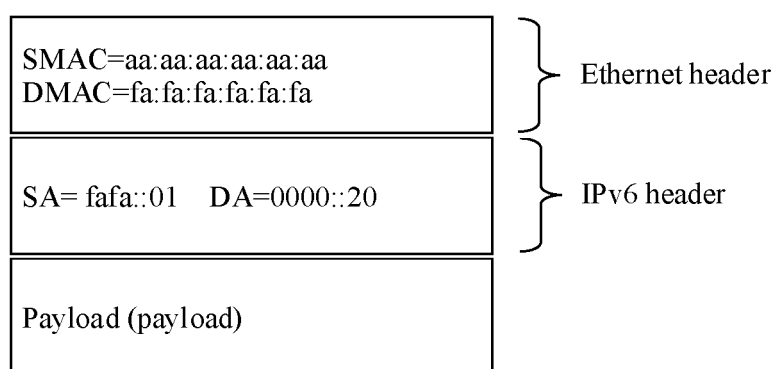 SMAC=aa:aa:aa:aa:aa:aa
DMAC=fa:fa:fa:fa:fa:fa
Ethernet header
SA= fafa::01 DA=0000::20
IPv6 header
Payload (payload)